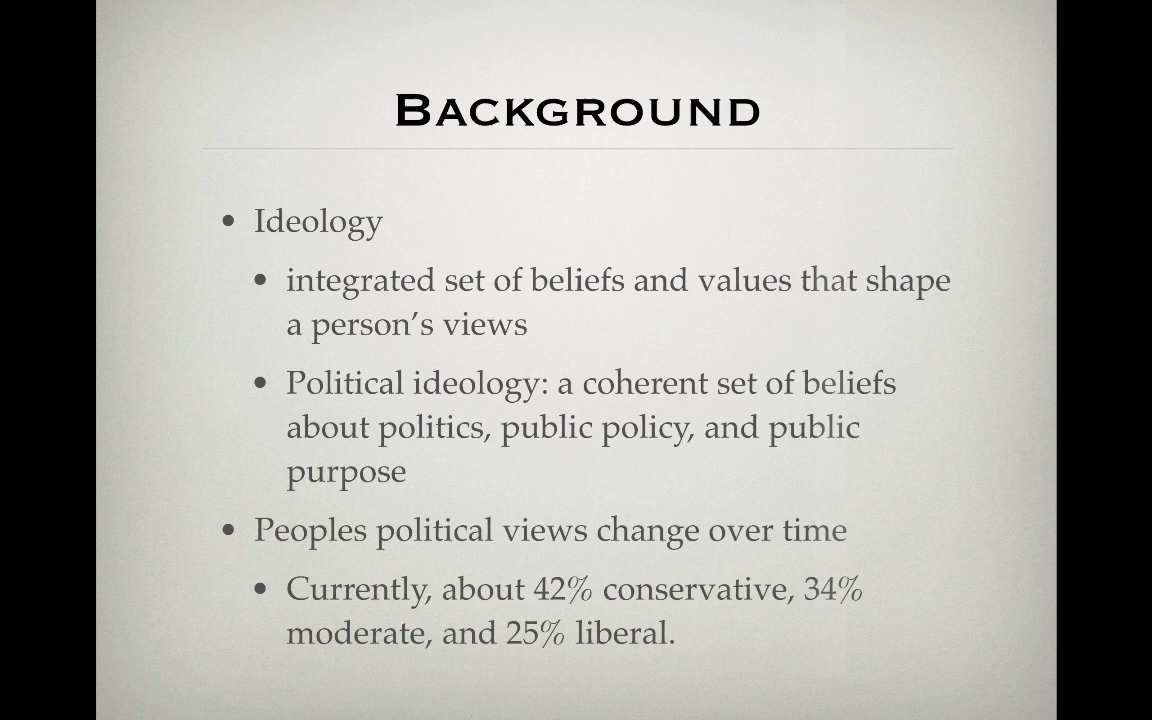 BACKGROUND
• Ideology
• integrated set of beliefs and values that shape
a person’s views
• Political ideology: a coherent set of beliefs
about politics, public policy, and public
purpose
• Peoples political views change over time
• Currently, about 42% conservative, 34%
moderate, and 25% liberal.